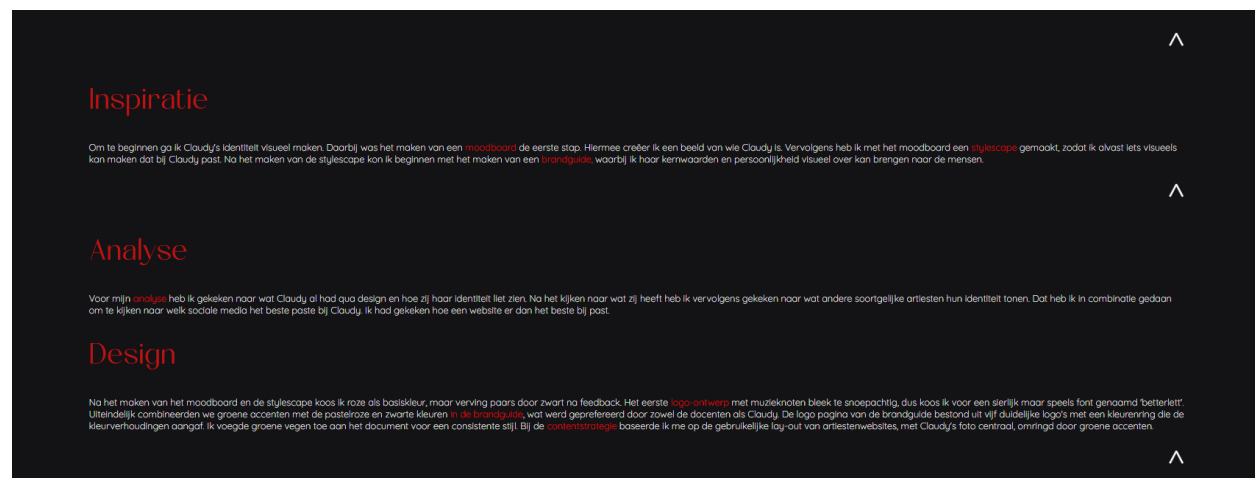 Inspiratie
Om te beginnen ga ik Claudy's identiteit visueel maken. Daarbij was het maken van een moodboard de eerste stap. Hiermee creëer ik een beeld van wie Claudy is. Vervolgens heb ik met het moodboard een stylescape gemaakt, zodat ik alvast iets visueels
kan maken dat bij Claudy past. Na het maken van de stylescape kon ik beginnen met het maken van een brandguide, waarbij ik haar kernwaarden en persoonlijkheid visueel over kan brengen naar de mensen.
Analyse
Voor mijn analyse heb ik gekeken naar wat Claudy al had qua design en hoe zij haar identiteit liet zien. Na het kijken naar wat zij heeft heb ik vervolgens gekeken naar wat andere soortgelijke artiesten hun identiteit tonen. Dat heb ik in combinatie gedaan
om te kijken naar welk sociale media het beste paste bij Claudy. Ik had gekeken hoe een website er dan het beste bij past.
Design
Na het maken van het moodboard en de stylescape koos ik roze als basiskleur, maar verving paars door zwart na feedback. Het eerste logo-ontwerp met muzieknoten bleek te snoepachtig, dus koos ik voor een sierlijk maar speels font genaamd 'betterlett'.
Uiteindelijk combineerden we groene accenten met de pastelroze en zwarte kleuren in de brandguide, wat werd geprefereerd door zowel de docenten als Claudy. De logo pagina van de brandguide bestond uit vijf duidelijke logo's met een kleurenring die de
kleurverhoudingen aangaf. Ik voegde groene vegen toe aan het document voor een consistente stijl. Bij de contentstrategie baseerde ik me op de gebruikelijke lay-out van artiestenwebsites, met Claudy's foto centraal, omringd door groene accenten.